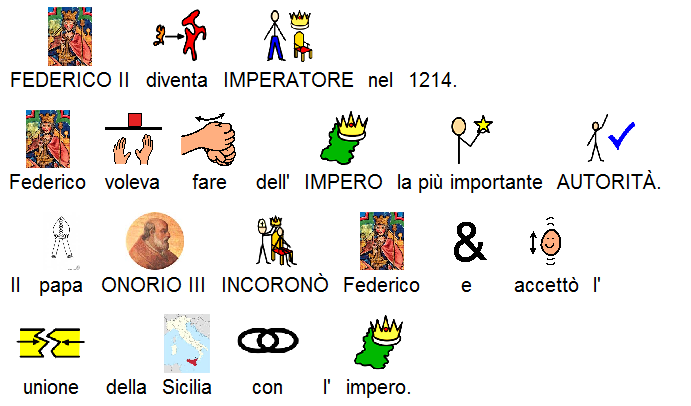 FEDERICO II diventa IMPERATORE nel 1214.
Federico voleva fare dell' IMPERO la più importante AUTORITÀ.
Il papa ONORIO III INCORONÒ Federico e accettò l'
&
unione della Sicilia con l' impero.